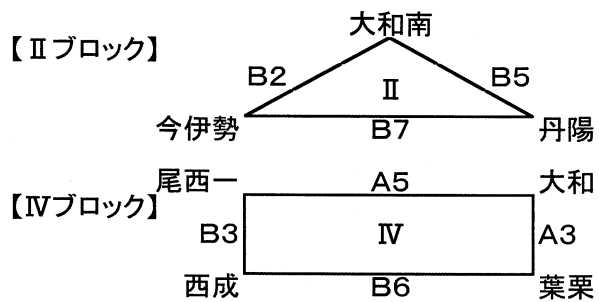 大和南
【Ⅱブロック】
B2 B5
Ⅱ
今伊勢 B7 丹陽
尾西一 A5 大和
【Ⅳブロック】
B3 Ⅳ A3
西成 B6 葉栗